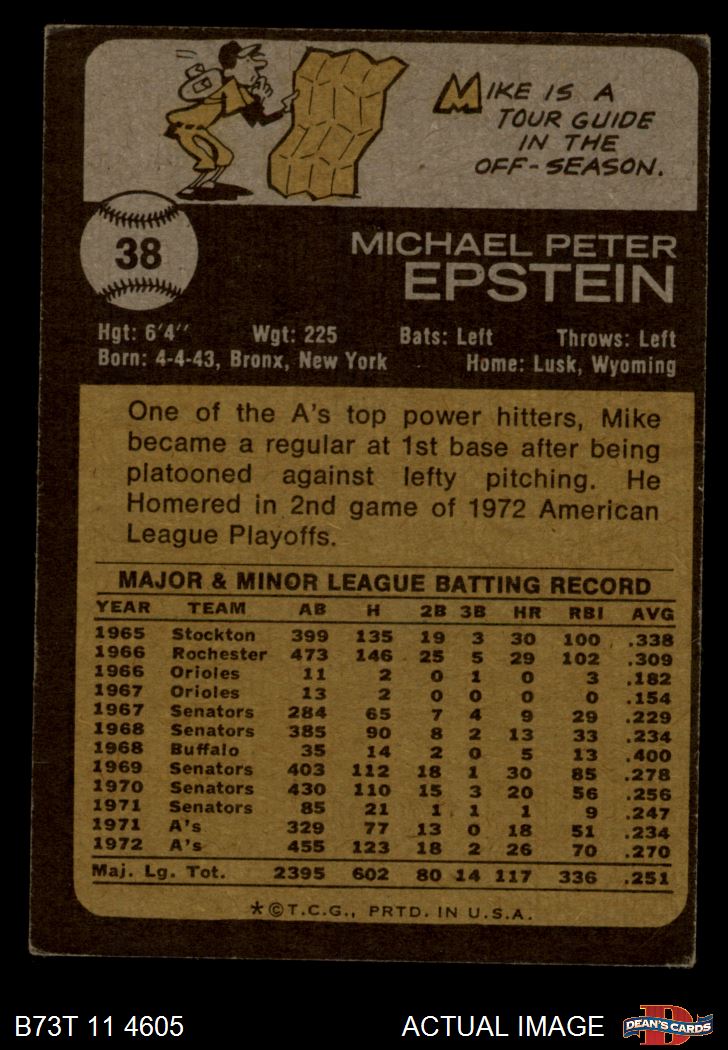 MIKE IS A
TOUR GUIDE
IN THE
OFF-SEASON.
38
MICHAEL PETER
EPSTEIN
Hgt: 6'4" Wgt: 225 Bats: Left Throws: Left
Born: 4-4-43, Bronx, New York Home: Lusk, Wyoming
One of the A's top power hitters, Mike
became a regular at 1st base after being
platooned against lefty pitching. He
Homered in 2nd game of 1972 American
League Playoffs.
MAJOR & MINOR LEAGUE BATTING RECORD
YEAR TEAM AB H 2B 3B HR RBI AVG
1965 Stockton 399 135 19 3 30 100 .338
1966 Rochester 473 146 25 5 29 102 .309
1966 Orioles 11 2 0 1 0 3 .182
1967 Orioles 13 2 0 0 0 0 .154
1967 Senators 284 65 7 4 9 29 .229
1968 Senators 385 90 8 2 13 33 .234
1968 Buffalo 35 14 2 0 5 13 .400
1969 Senators 403 112 18 1 30 85 .278
1970 Senators 430 110 15 3 20 56 .256
1971 Senators 85 21 1 1 1 9 .247
1971 A's 329 77 13 0 18 51 .234
1972 A's 455 123 18 2 26 70 .270
Maj. Lg. Tot. 2395 602 80 14 117 336 .251
*©T.C.G., PRTD. IN U.S.A.
B73T 11 4605 ACTUAL IMAGE D DEAN'S CARDS